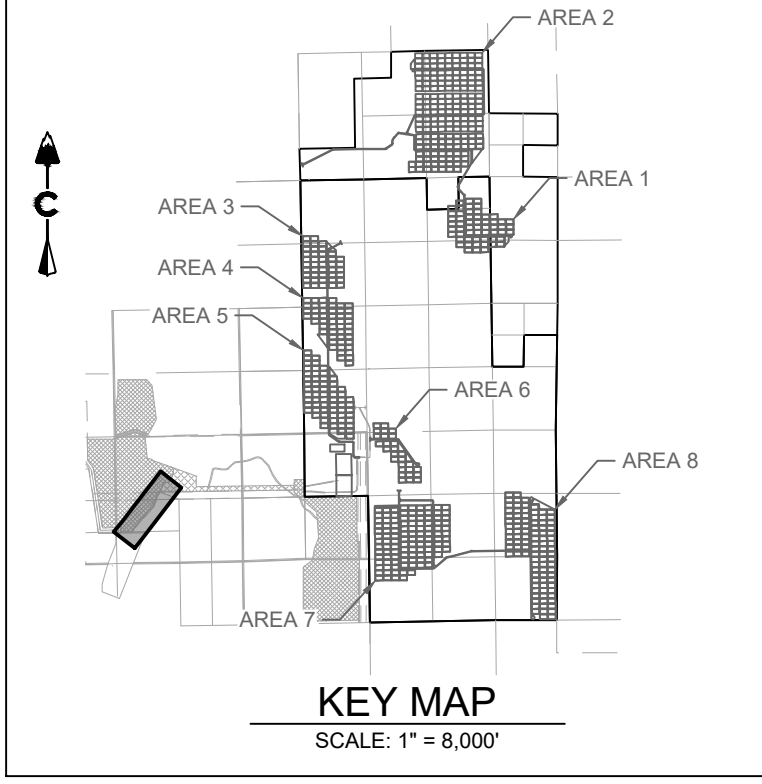 AREA 2
AREA 1
AREA 3
AREA 4
AREA 5
AREA 6
AREA 8
AREA 7
KEY MAP
SCALE: 1" = 8,000'